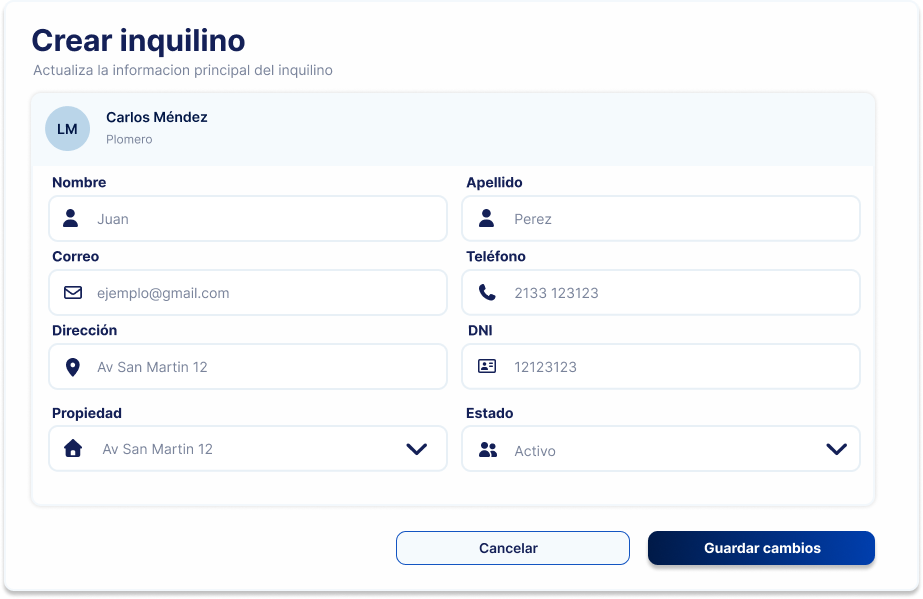 Crear inquilino
Actualiza la informacion principal del inquilino
LM
Carlos Méndez
Plomero
Nombre
Apellido
Juan
Perez
Correo
Teléfono
ejemplo@gmail.com
2133 123123
Dirección
DNI
Av San Martin 12
12123123
Propiedad
Estado
Av San Martin 12
Activo
Cancelar
Guardar cambios